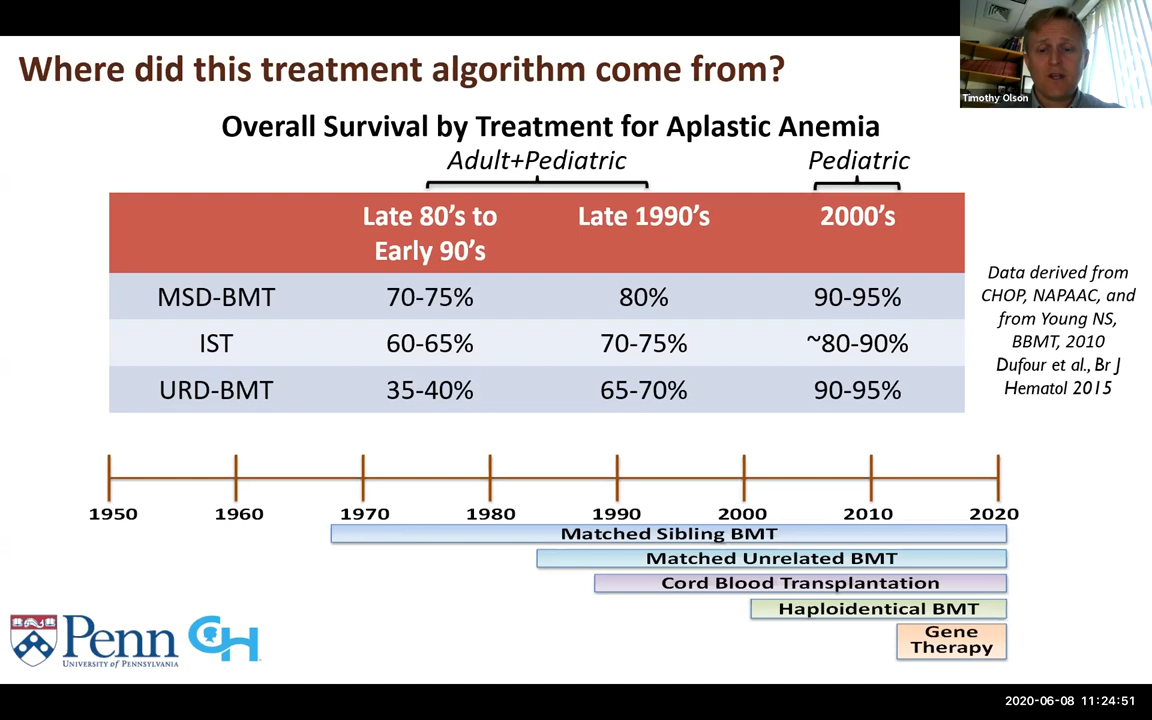 Where did this treatment algorithm come from?
Timothy Olson
Overall Survival by Treatment for Aplastic Anemia
Adult+Pediatric
Pediatric
Late 80's to
Early 90's
Late 1990's
2000's
MSD-BMT 70-75% 80% 90-95%
IST 60-65% 70-75% ~80-90%
URD-BMT 35-40% 65-70% 90-95%
Data derived from
CHOP, NAPAAC, and
from Young NS,
BBMT, 2010
Dufour et al., Br J
Hematol 2015
1950 1960 1970 1980 1990 2000 2010 2020
Matched Sibling BMT
Matched Unrelated BMT
Cord Blood Transplantation
Haploidentical BMT
Gene
Therapy
Penn
UNIVERSITY OF PENNSYLVANIA
CH
2020-06-08 11:24:51